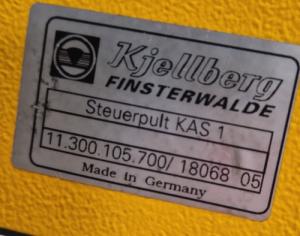 Kjellberg
FINSTERWALDE
Steuerpult KAS 1
11.300.105.700/ 18068 05
Made in Germany